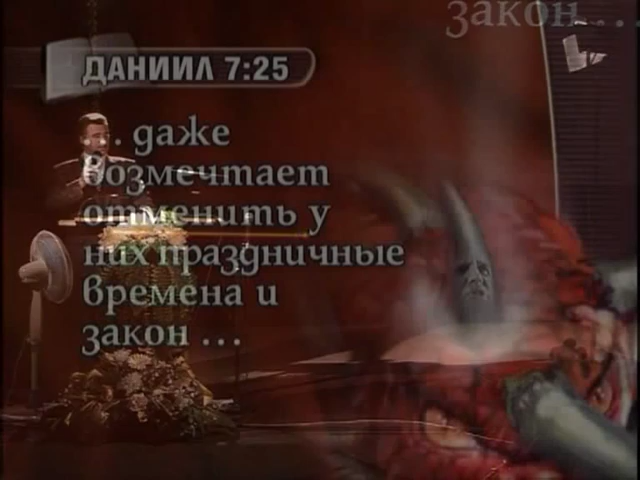 закон ...
ДАНИИЛ 7:25
... даже
возмечтает
отменить у
них праздничные
времена и
закон ...